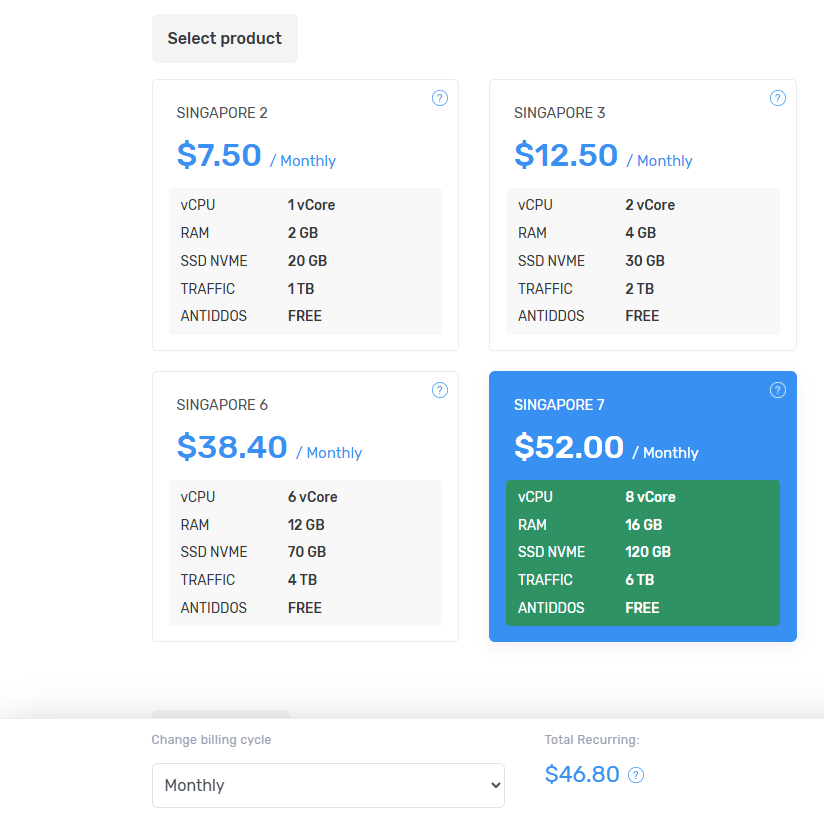 Select product
SINGAPORE 2
$7.50 / Monthly
vCPU 1 vCore
RAM 2 GB
SSD NVME 20 GB
TRAFFIC 1 TB
ANTIDDOS FREE
SINGAPORE 3
$12.50 / Monthly
vCPU 2 vCore
RAM 4 GB
SSD NVME 30 GB
TRAFFIC 2 TB
ANTIDDOS FREE
SINGAPORE 6
$38.40 / Monthly
vCPU 6 vCore
RAM 12 GB
SSD NVME 70 GB
TRAFFIC 4 TB
ANTIDDOS FREE
SINGAPORE 7
$52.00 / Monthly
vCPU 8 vCore
RAM 16 GB
SSD NVME 120 GB
TRAFFIC 6 TB
ANTIDDOS FREE
Change billing cycle
Monthly
Total Recurring:
$46.80